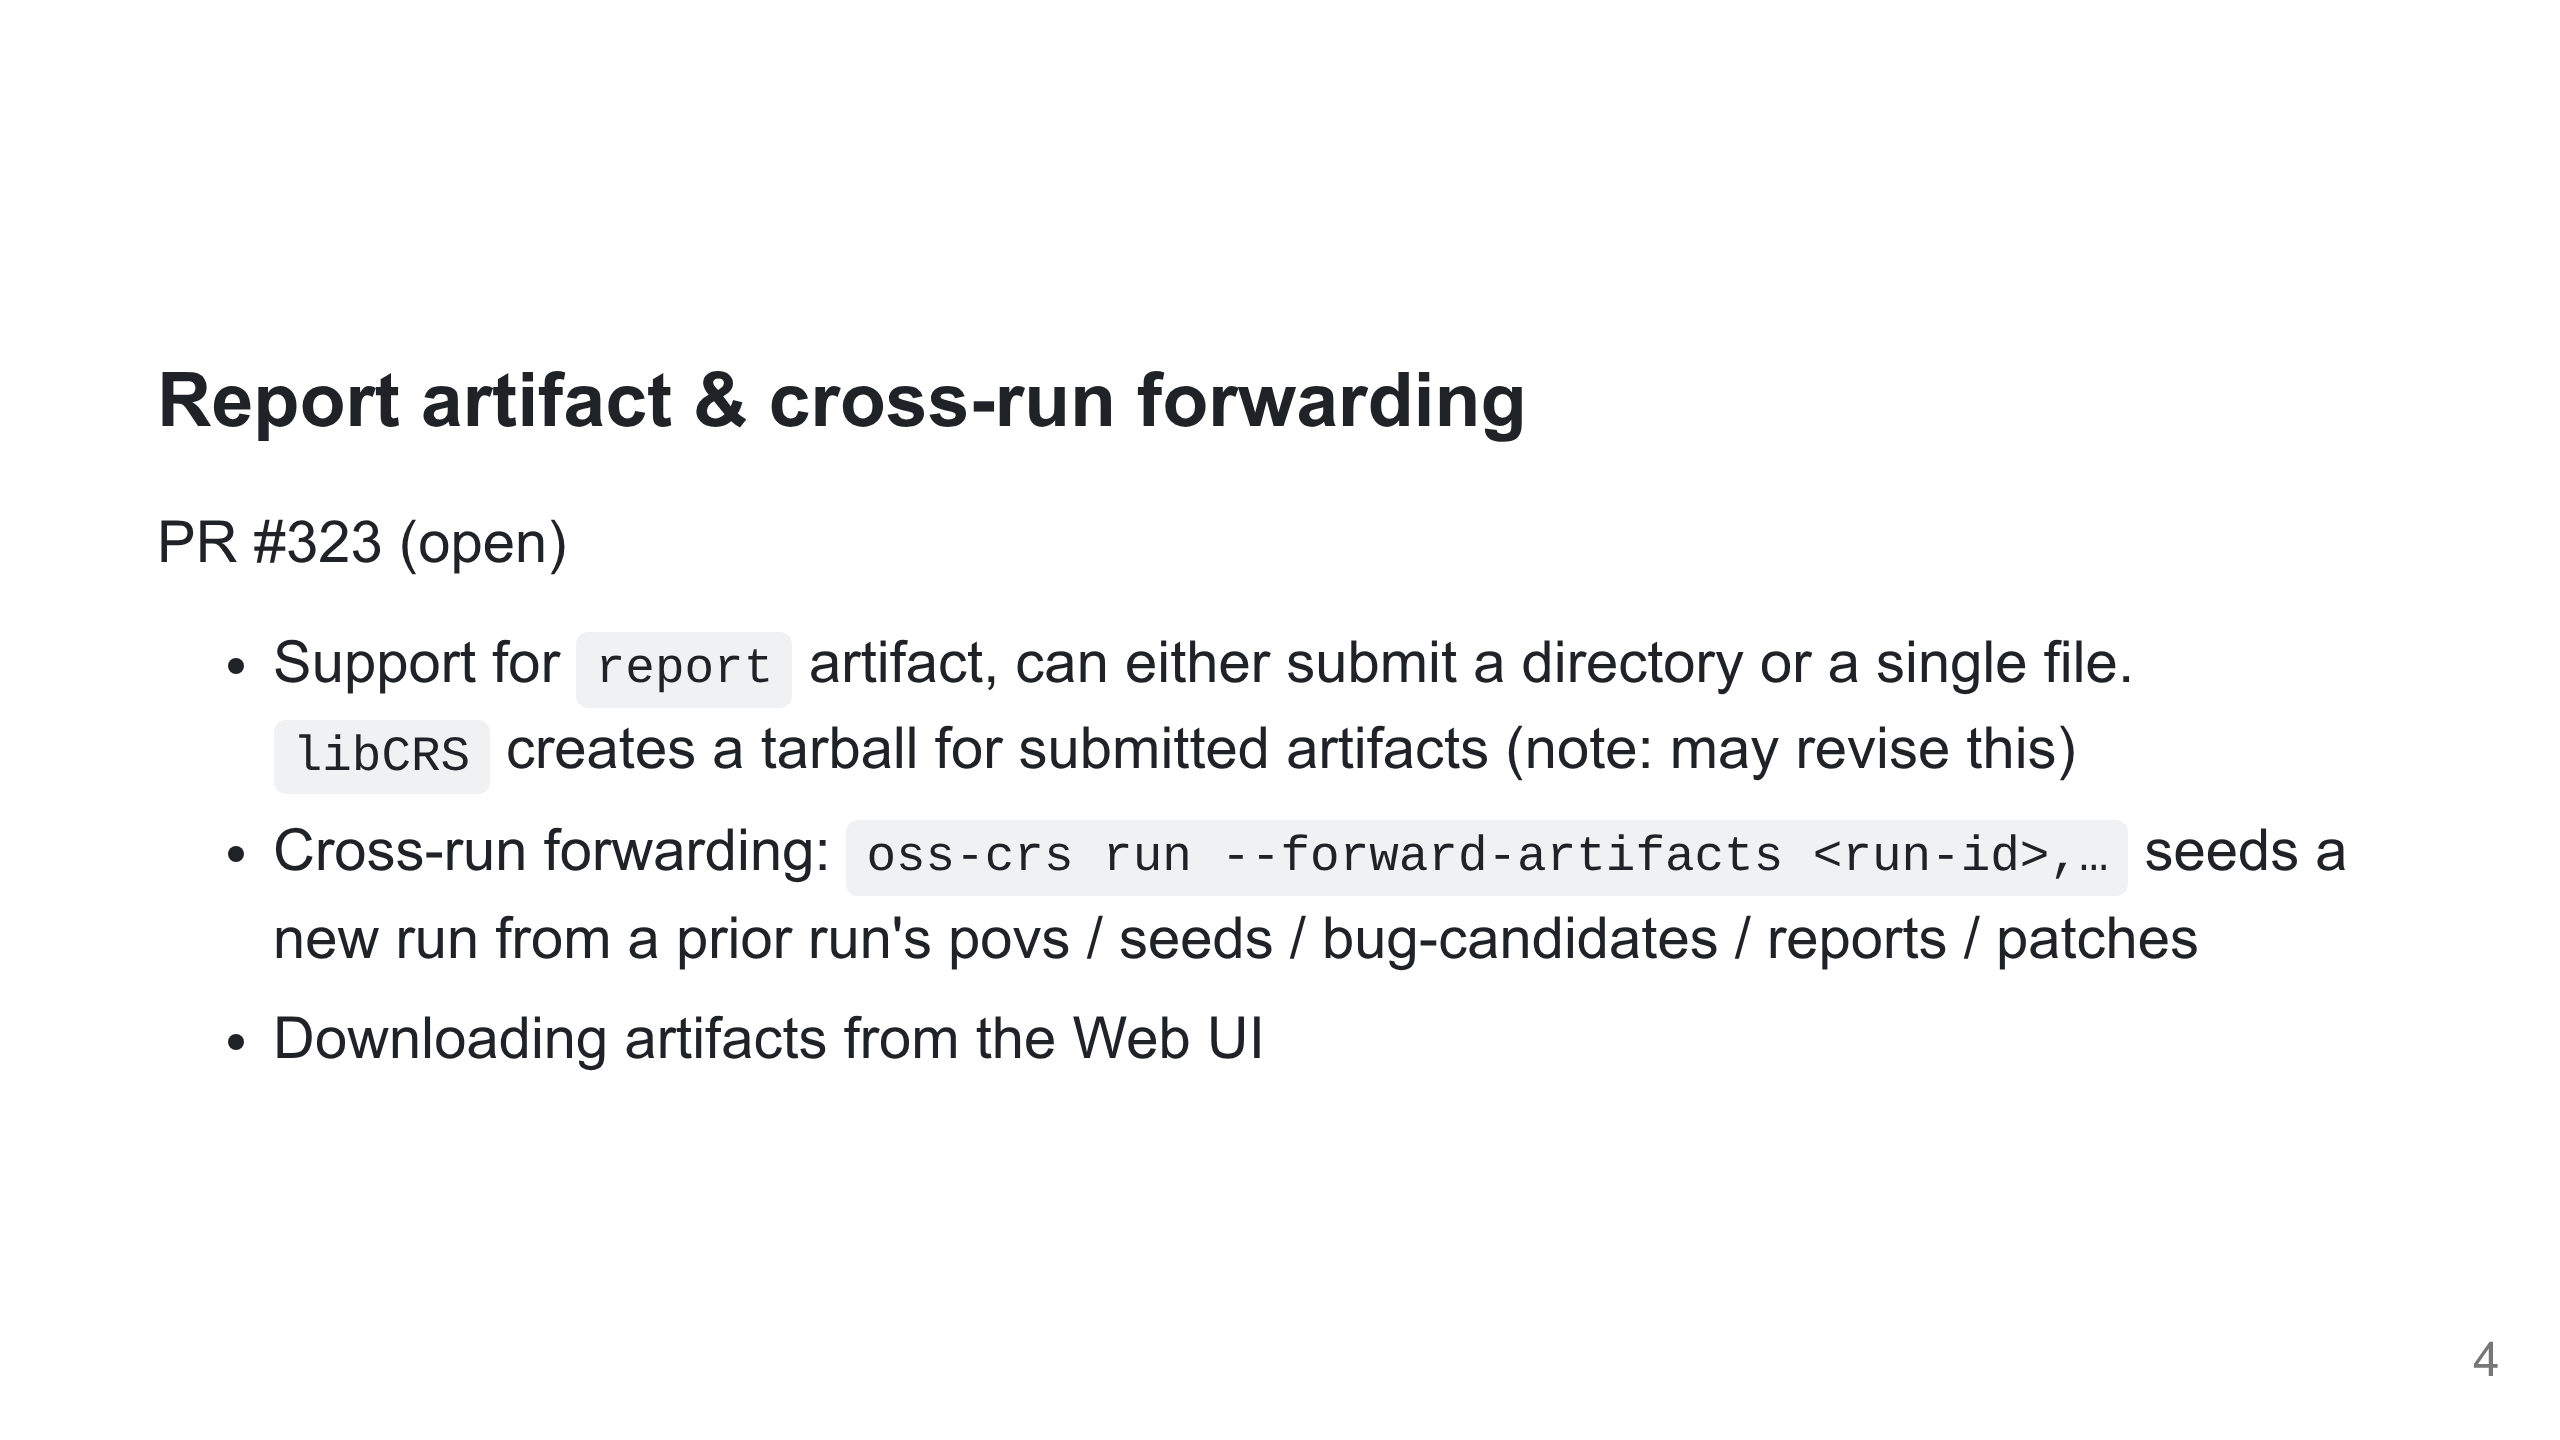 Report artifact & cross-run forwarding
PR #323 (open)
• Support for report artifact, can either submit a directory or a single file.
libCRS creates a tarball for submitted artifacts (note: may revise this)
• Cross-run forwarding: oss-crs run --forward-artifacts <run-id>,… seeds a
new run from a prior run's povs / seeds / bug-candidates / reports / patches
• Downloading artifacts from the Web UI
4